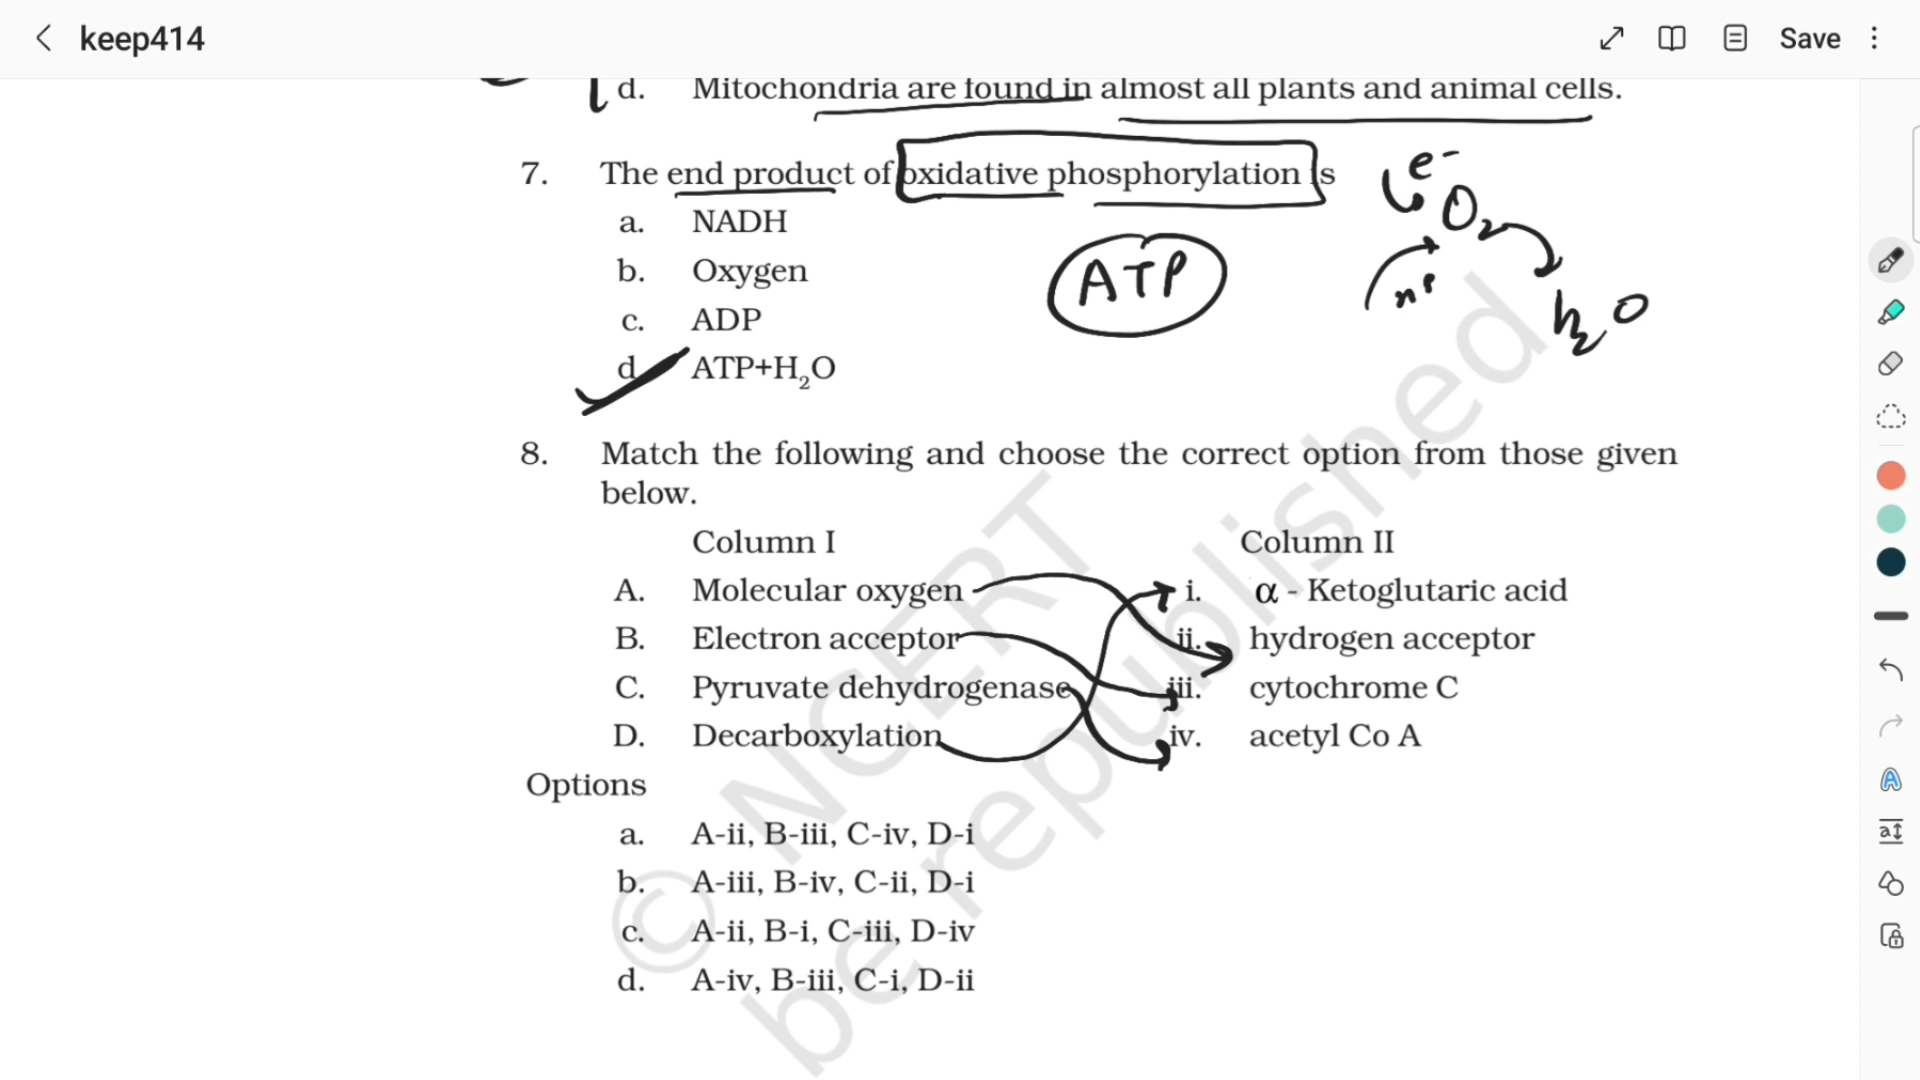 keep414
Save
d. Mitochondria are found in almost all plants and animal cells.
7. The end product of oxidative phosphorylation is
e-
O2
a. NADH
b. Oxygen
ATP
H+
h2O
c. ADP
d ATP+H2O
8. Match the following and choose the correct option from those given
below.
Column I Column II
A. Molecular oxygen i. α - Ketoglutaric acid
B. Electron acceptor ii. hydrogen acceptor
C. Pyruvate dehydrogenase iii. cytochrome C
D. Decarboxylation iv. acetyl Co A
Options
a. A-ii, B-iii, C-iv, D-i
b. A-iii, B-iv, C-ii, D-i
c. A-ii, B-i, C-iii, D-iv
d. A-iv, B-iii, C-i, D-ii
© NCERT
be republished